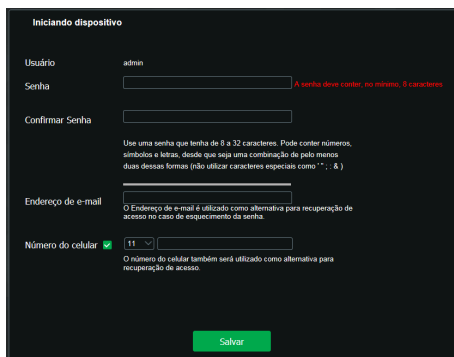 Iniciando dispositivo
Usuário admin
Senha A senha deve conter, no mínimo, 8 caracteres
Confirmar Senha
Use uma senha que tenha de 8 a 32 caracteres. Pode conter números,
símbolos e letras, desde que seja uma combinação de pelo menos
duas dessas formas (não utilizar caracteres especiais como ' " ; : & )
Endereço de e-mail
O Endereço de e-mail é utilizado como alternativa para recuperação de
acesso no caso de esquecimento da senha.
Número do celular 11
O número do celular também será utilizado como alternativa para
recuperação de acesso.
Salvar